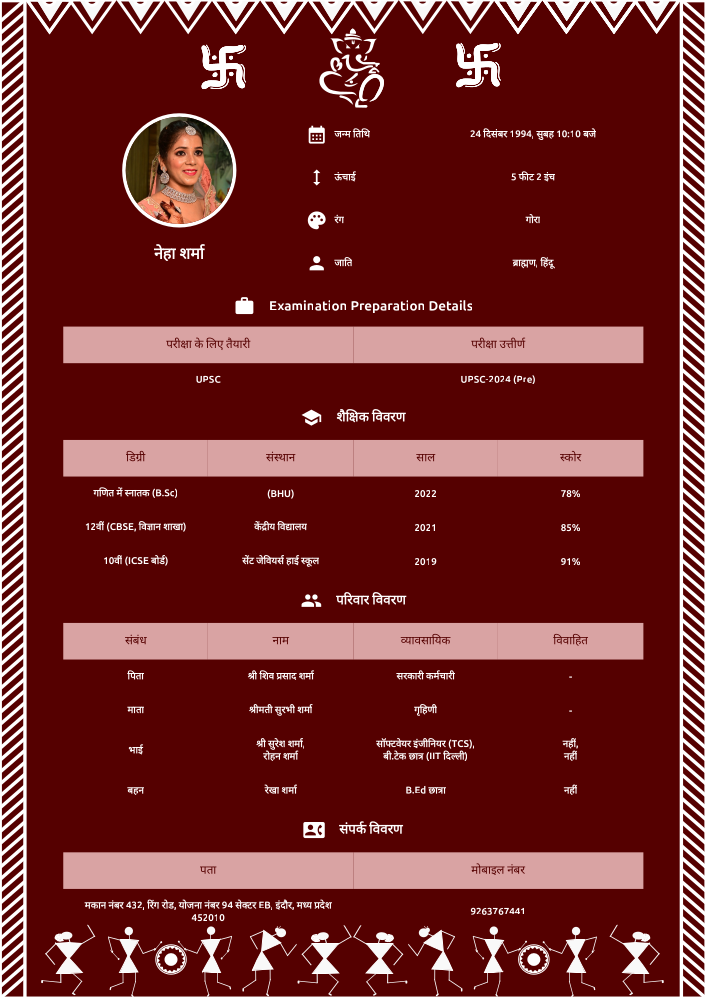 जन्म तिथि 24 दिसंबर 1994, सुबह 10:10 बजे
ऊंचाई 5 फीट 2 इंच
रंग गोरा
नेहा शर्मा
जाति ब्राह्मण, हिंदू
Examination Preparation Details
परीक्षा के लिए तैयारी परीक्षा उत्तीर्ण
UPSC UPSC-2024 (Pre)
शैक्षिक विवरण
डिग्री संस्थान साल स्कोर
गणित में स्नातक (B.Sc) (BHU) 2022 78%
12वीं (CBSE, विज्ञान शाखा) केंद्रीय विद्यालय 2021 85%
10वीं (ICSE बोर्ड) सेंट जेवियर्स हाई स्कूल 2019 91%
परिवार विवरण
संबंध नाम व्यावसायिक विवाहित
पिता श्री शिव प्रसाद शर्मा सरकारी कर्मचारी -
माता श्रीमती सुरभी शर्मा गृहिणी -
भाई श्री सुरेश शर्मा, सॉफ्टवेयर इंजीनियर (TCS), नहीं,
रोहन शर्मा बी.टेक छात्र (IIT दिल्ली) नहीं
बहन रेखा शर्मा B.Ed छात्रा नहीं
संपर्क विवरण
पता मोबाइल नंबर
मकान नंबर 432, रिंग रोड, योजना नंबर 94 सेक्टर EB, इंदौर, मध्य प्रदेश
452010 9263767441